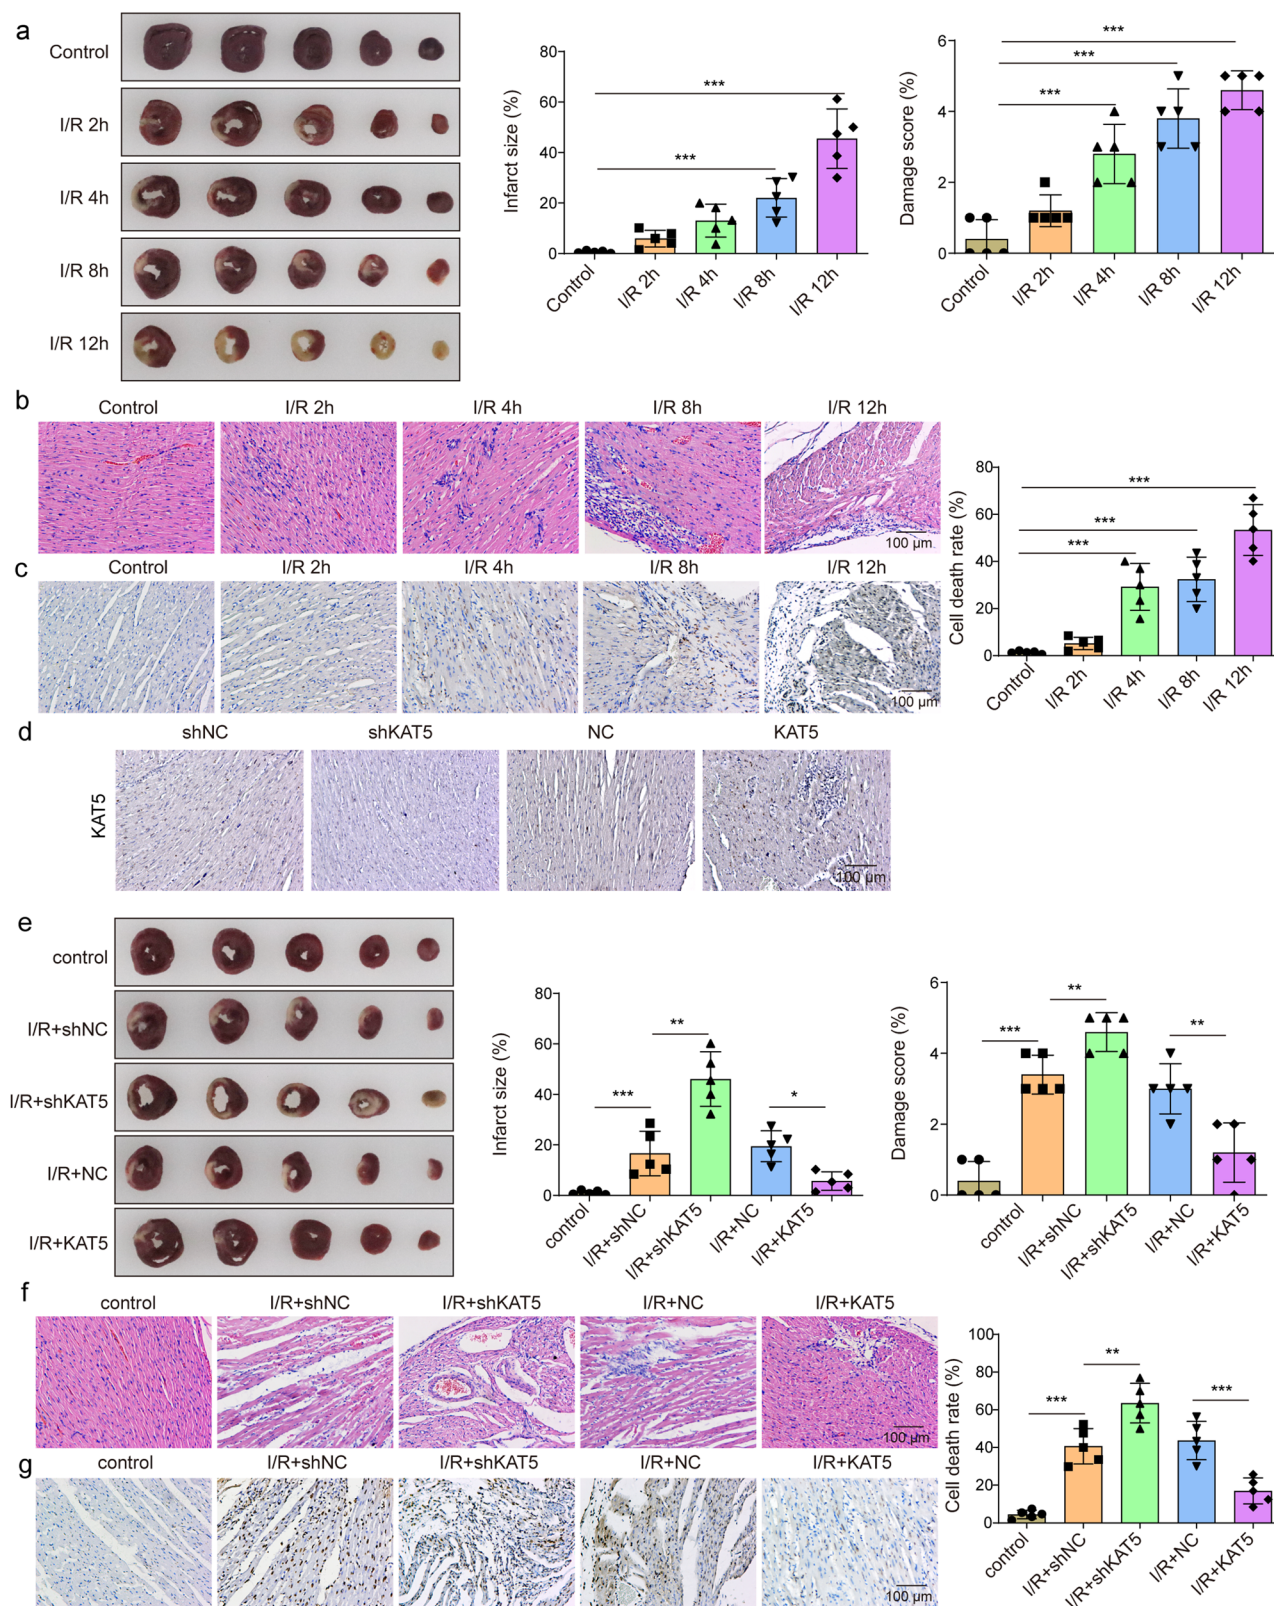 a
Control
I/R 2h
I/R 4h
I/R 8h
I/R 12h
Infarct size (%)
80
60
40
20
0
***
***
Control
I/R 2h
I/R 4h
I/R 8h
I/R 12h
Damage score (%)
6
4
2
0
***
***
***
Control
I/R 2h
I/R 4h
I/R 8h
I/R 12h
b
Control
I/R 2h
I/R 4h
I/R 8h
I/R 12h
100 μm
c
Control
I/R 2h
I/R 4h
I/R 8h
I/R 12h
100 μm
Cell death rate (%)
80
60
40
20
0
***
***
***
Control
I/R 2h
I/R 4h
I/R 8h
I/R 12h
d
shNC
shKAT5
NC
KAT5
KAT5
100 μm
e
control
I/R+shNC
I/R+shKAT5
I/R+NC
I/R+KAT5
Infarct size (%)
80
60
40
20
0
***
**
*
control
I/R+shNC
I/R+shKAT5
I/R+NC
I/R+KAT5
Damage score (%)
6
4
2
0
***
**
**
control
I/R+shNC
I/R+shKAT5
I/R+NC
I/R+KAT5
f
control
I/R+shNC
I/R+shKAT5
I/R+NC
I/R+KAT5
100 μm
g
control
I/R+shNC
I/R+shKAT5
I/R+NC
I/R+KAT5
100 μm
Cell death rate (%)
100
80
60
40
20
0
***
**
***
control
I/R+shNC
I/R+shKAT5
I/R+NC
I/R+KAT5